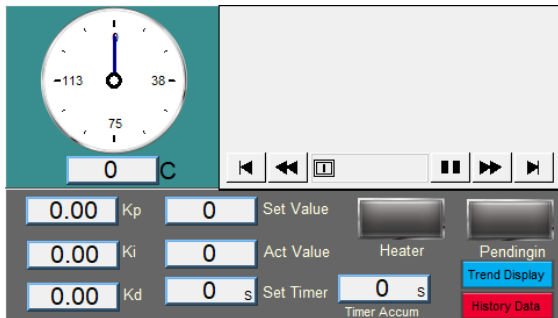 0
113
38
75
0 C
0.00 Kp
0 Set Value
0.00 Ki
0 Act Value
Heater
Pendingin
0.00 Kd
0 s Set Timer
0 s
Timer Accum
Trend Display
History Data